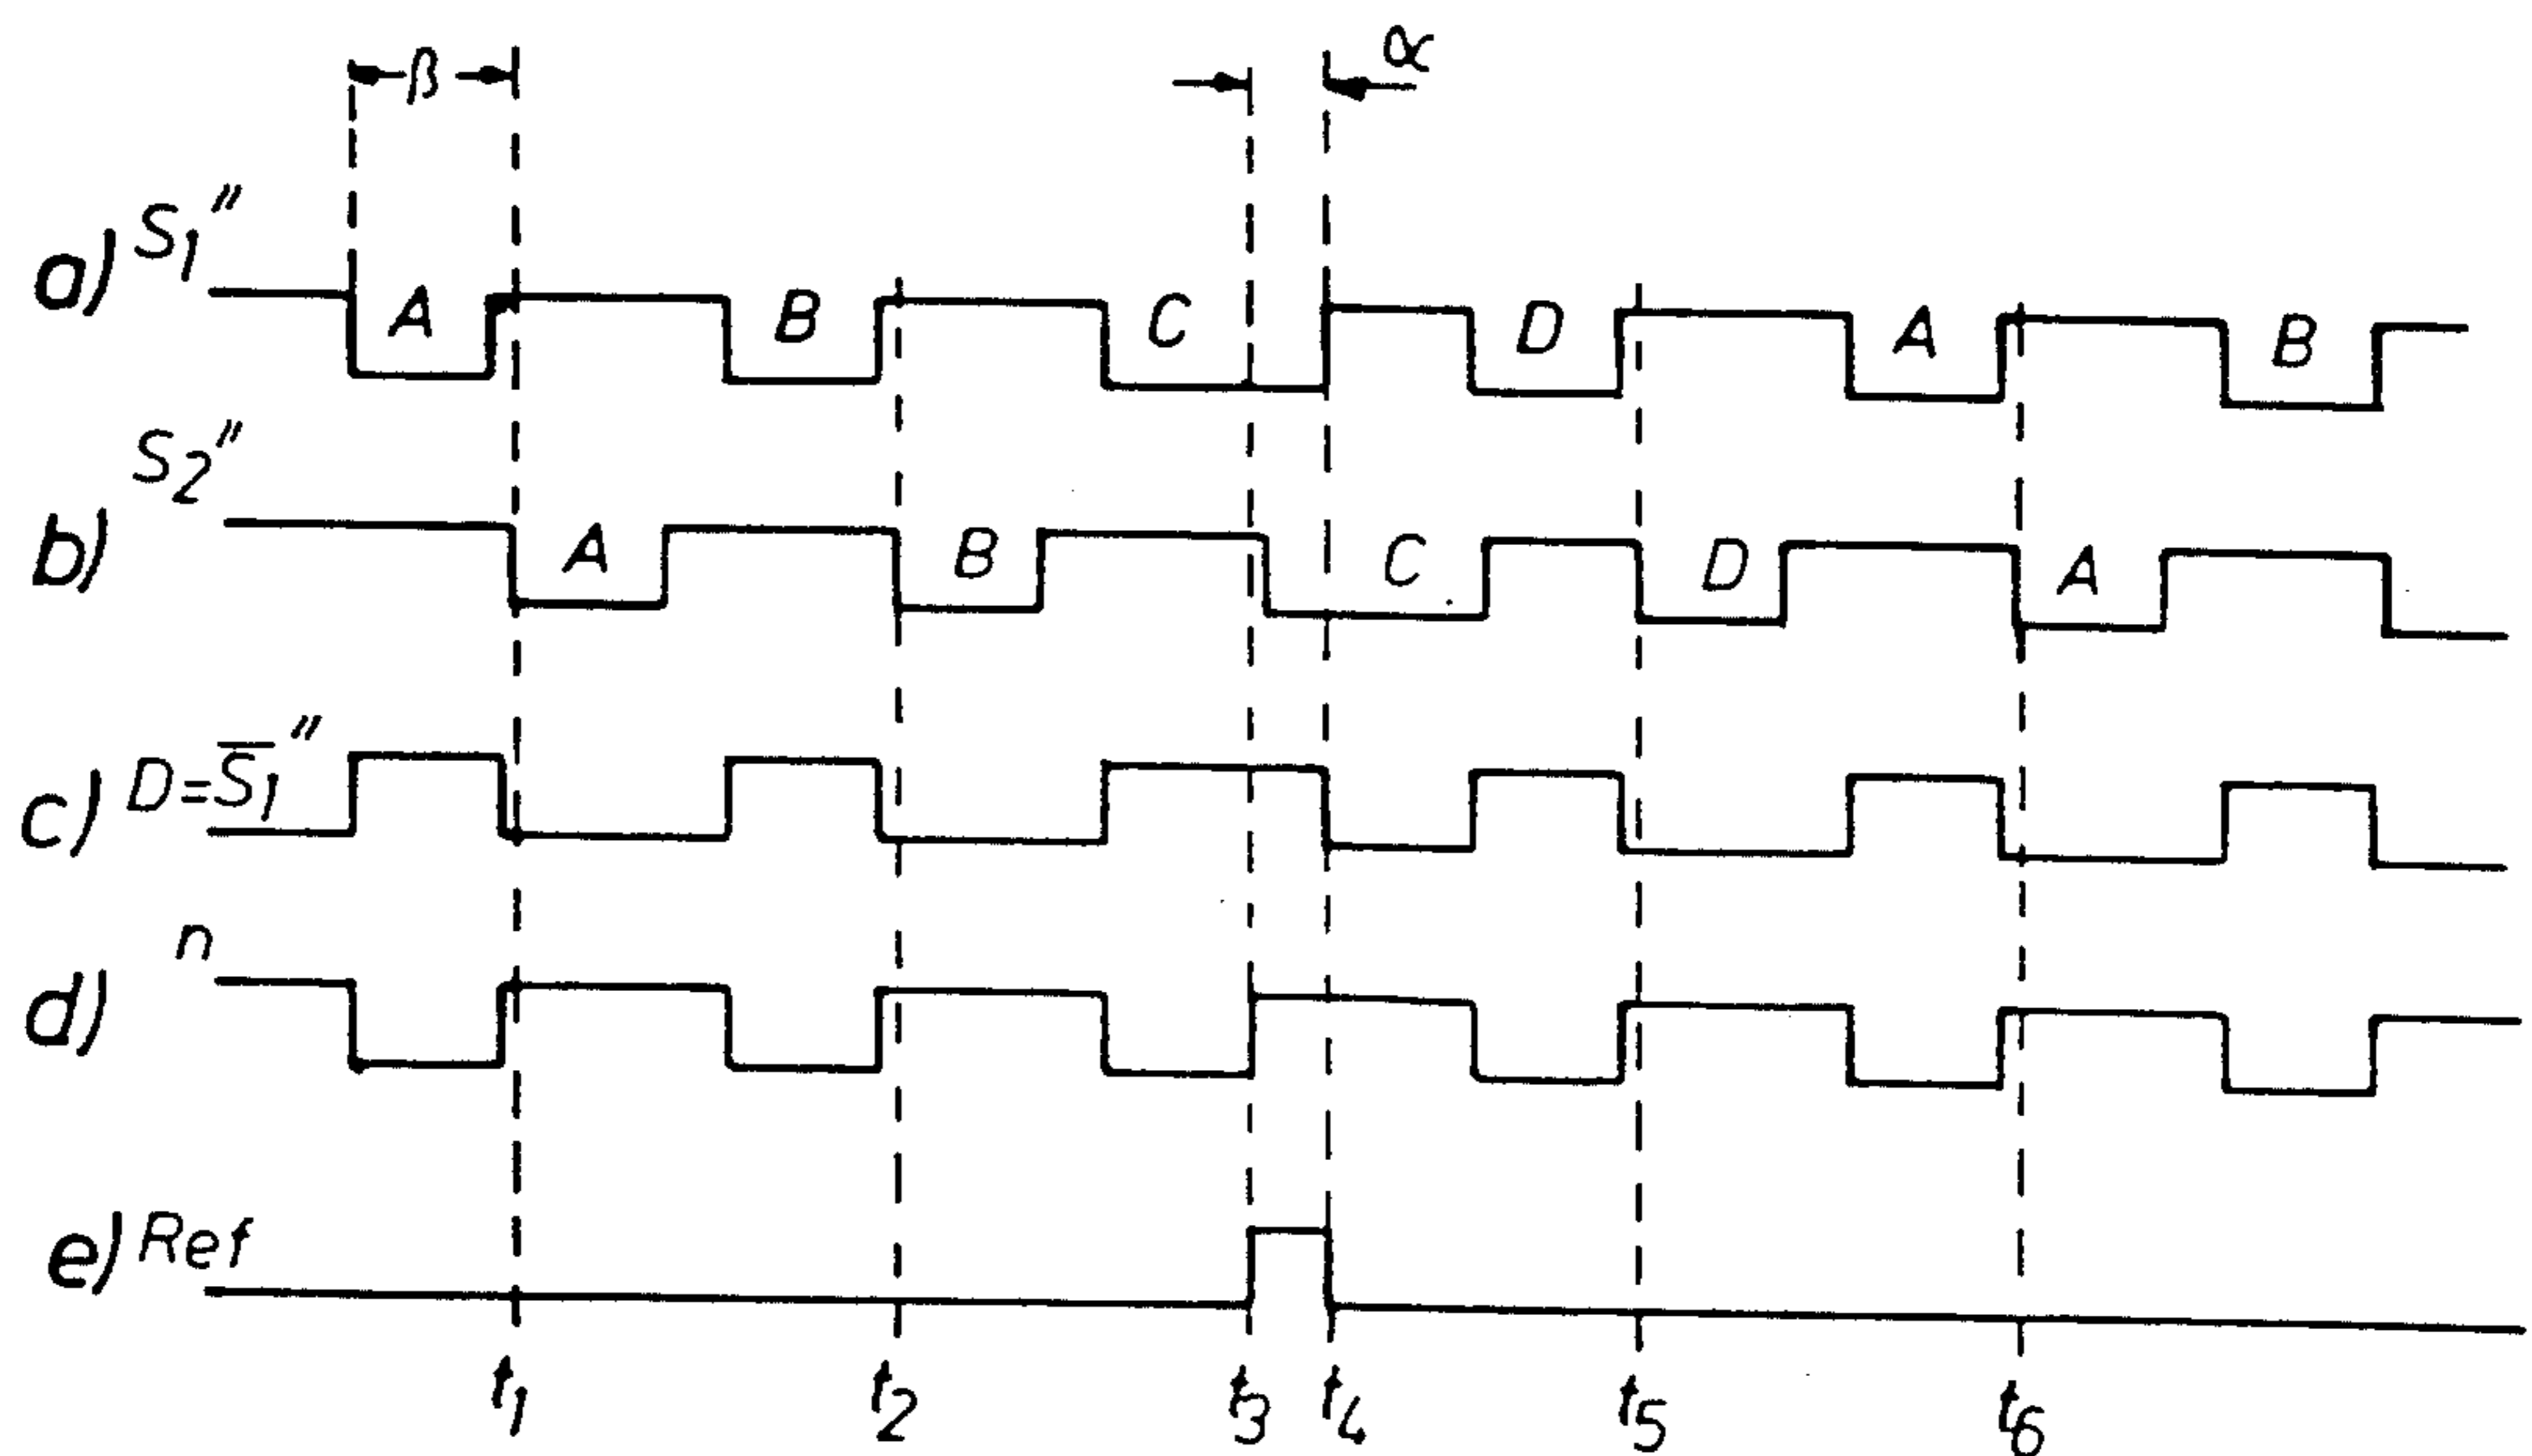 β α
a) S₁″ A B C D A B
b) S₂″ A B C D A
c) D=S̅₁″
d) n
e) Ref
t₁ t₂ t₃ t₄ t₅ t₆